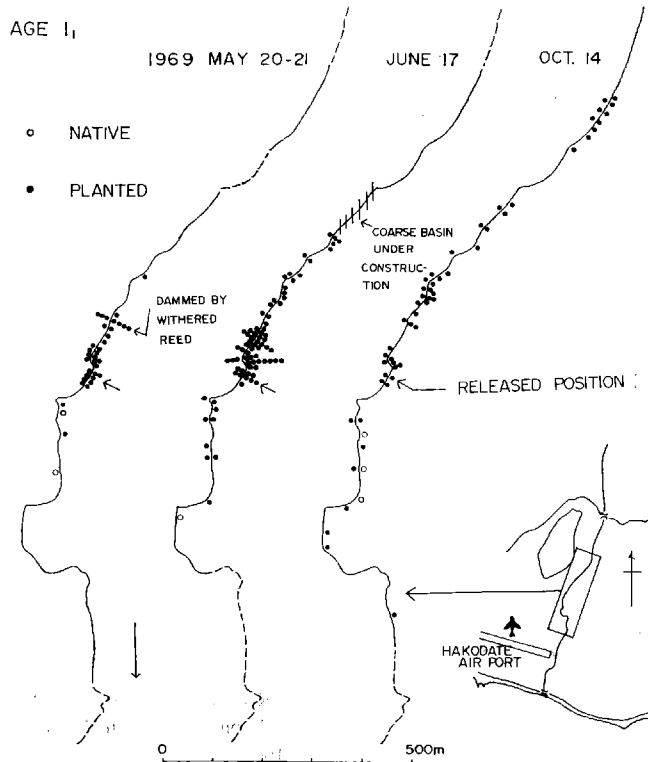 AGE I₁
1969 MAY 20-21
JUNE 17
OCT. 14
○ NATIVE
● PLANTED
COARSE BASIN
UNDER
CONSTRUC-
TION
DAMMED BY
WITHERED
REED
RELEASED POSITION
HAKODATE
AIR PORT
0
500m